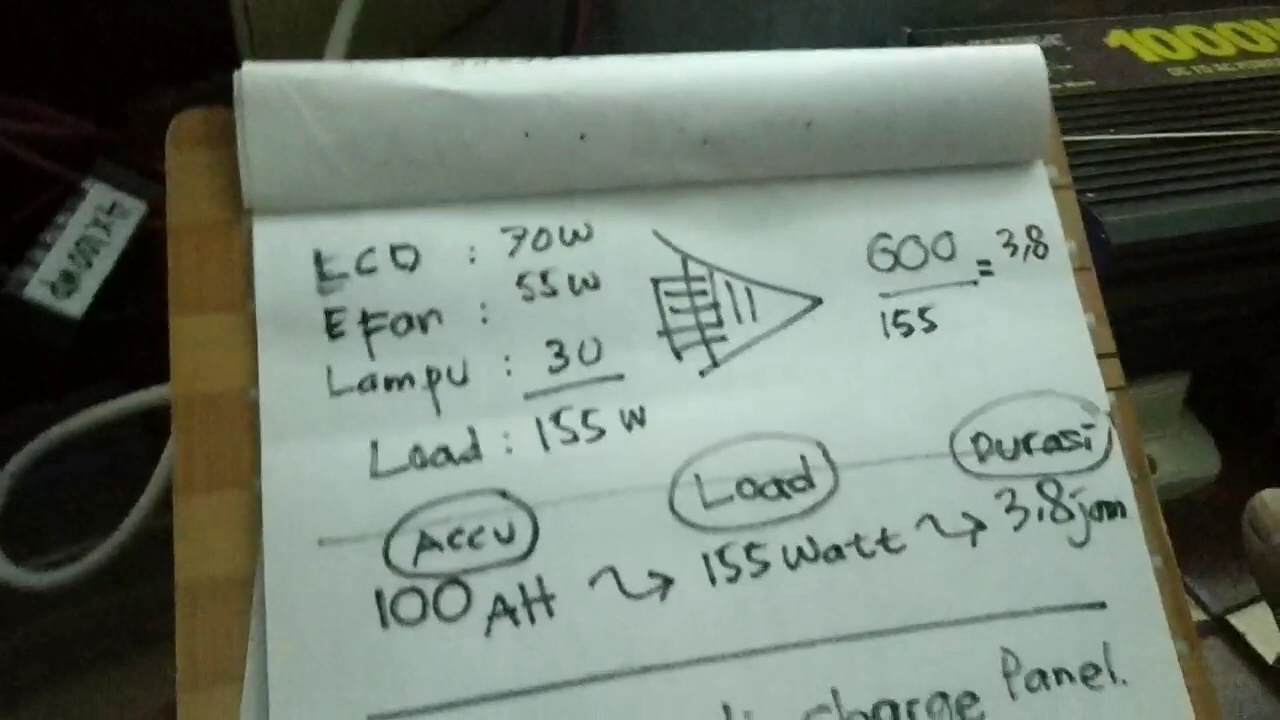 LCD : 70W
EFan : 55W
Lampu : 30
Load : 155 W
600
155
= 3,8
ACCU
Load
Durasi
100 AH
155 Watt
3,8 jam
charge Panel.
1000W